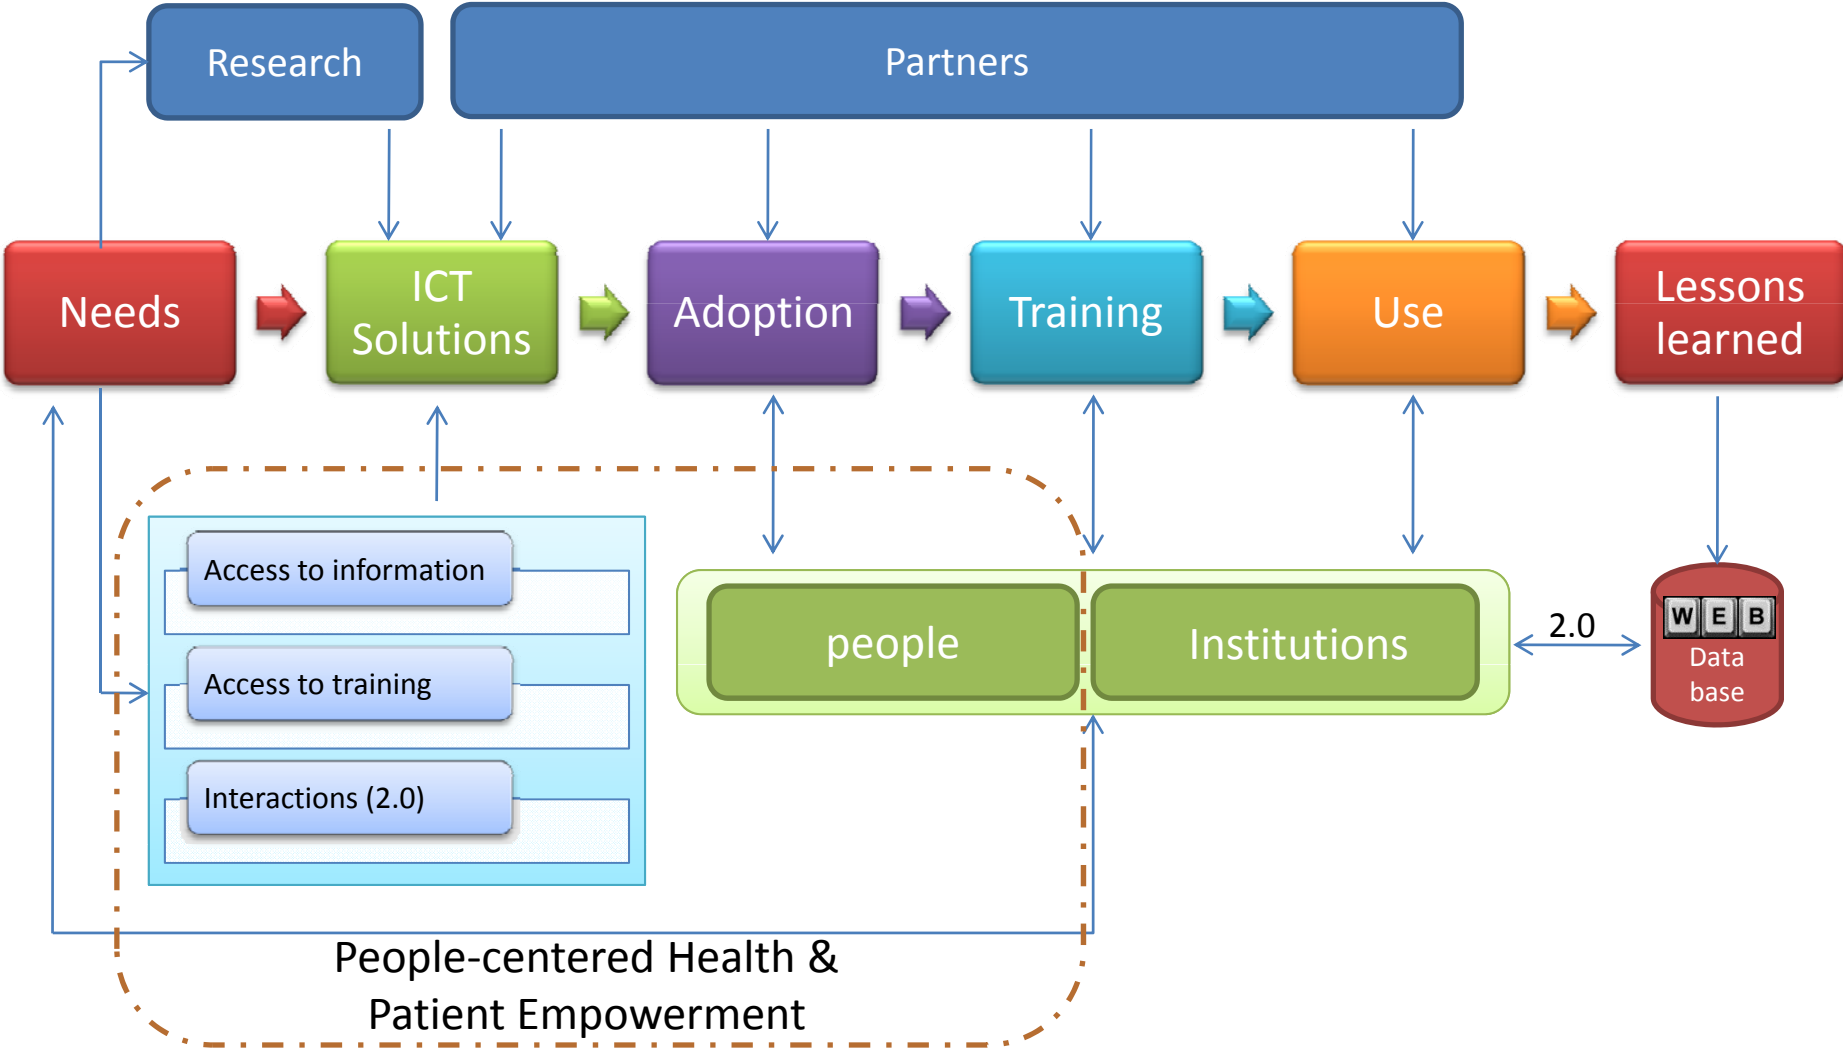 Research
Partners
Needs
ICT
Solutions
Adoption
Training
Use
Lessons
learned
Access to information
Access to training
Interactions (2.0)
people
Institutions
2.0
WEB
Data
base
People-centered Health &
Patient Empowerment